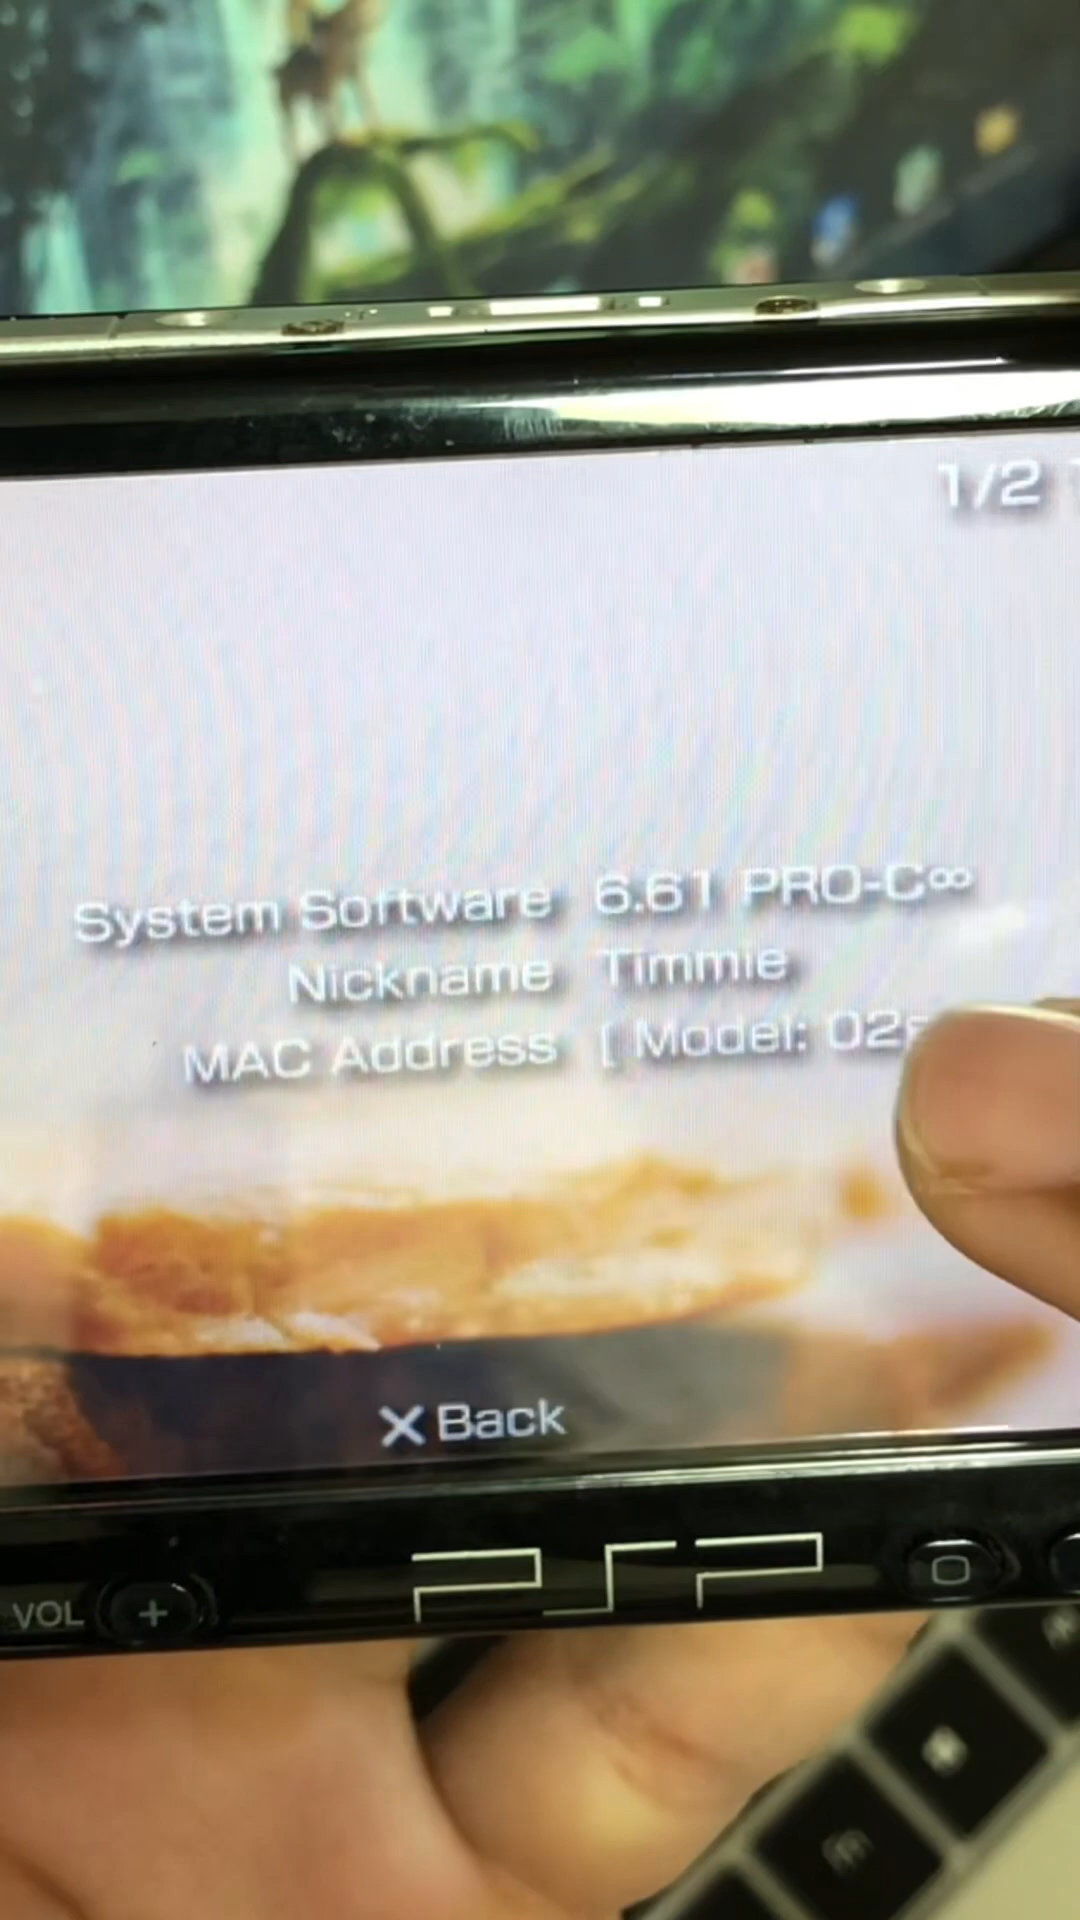 1/2
System Software 6.61 PRO-C∞
Nickname Timmie
MAC Address [ Model: 02
X Back
PSP
VOL +